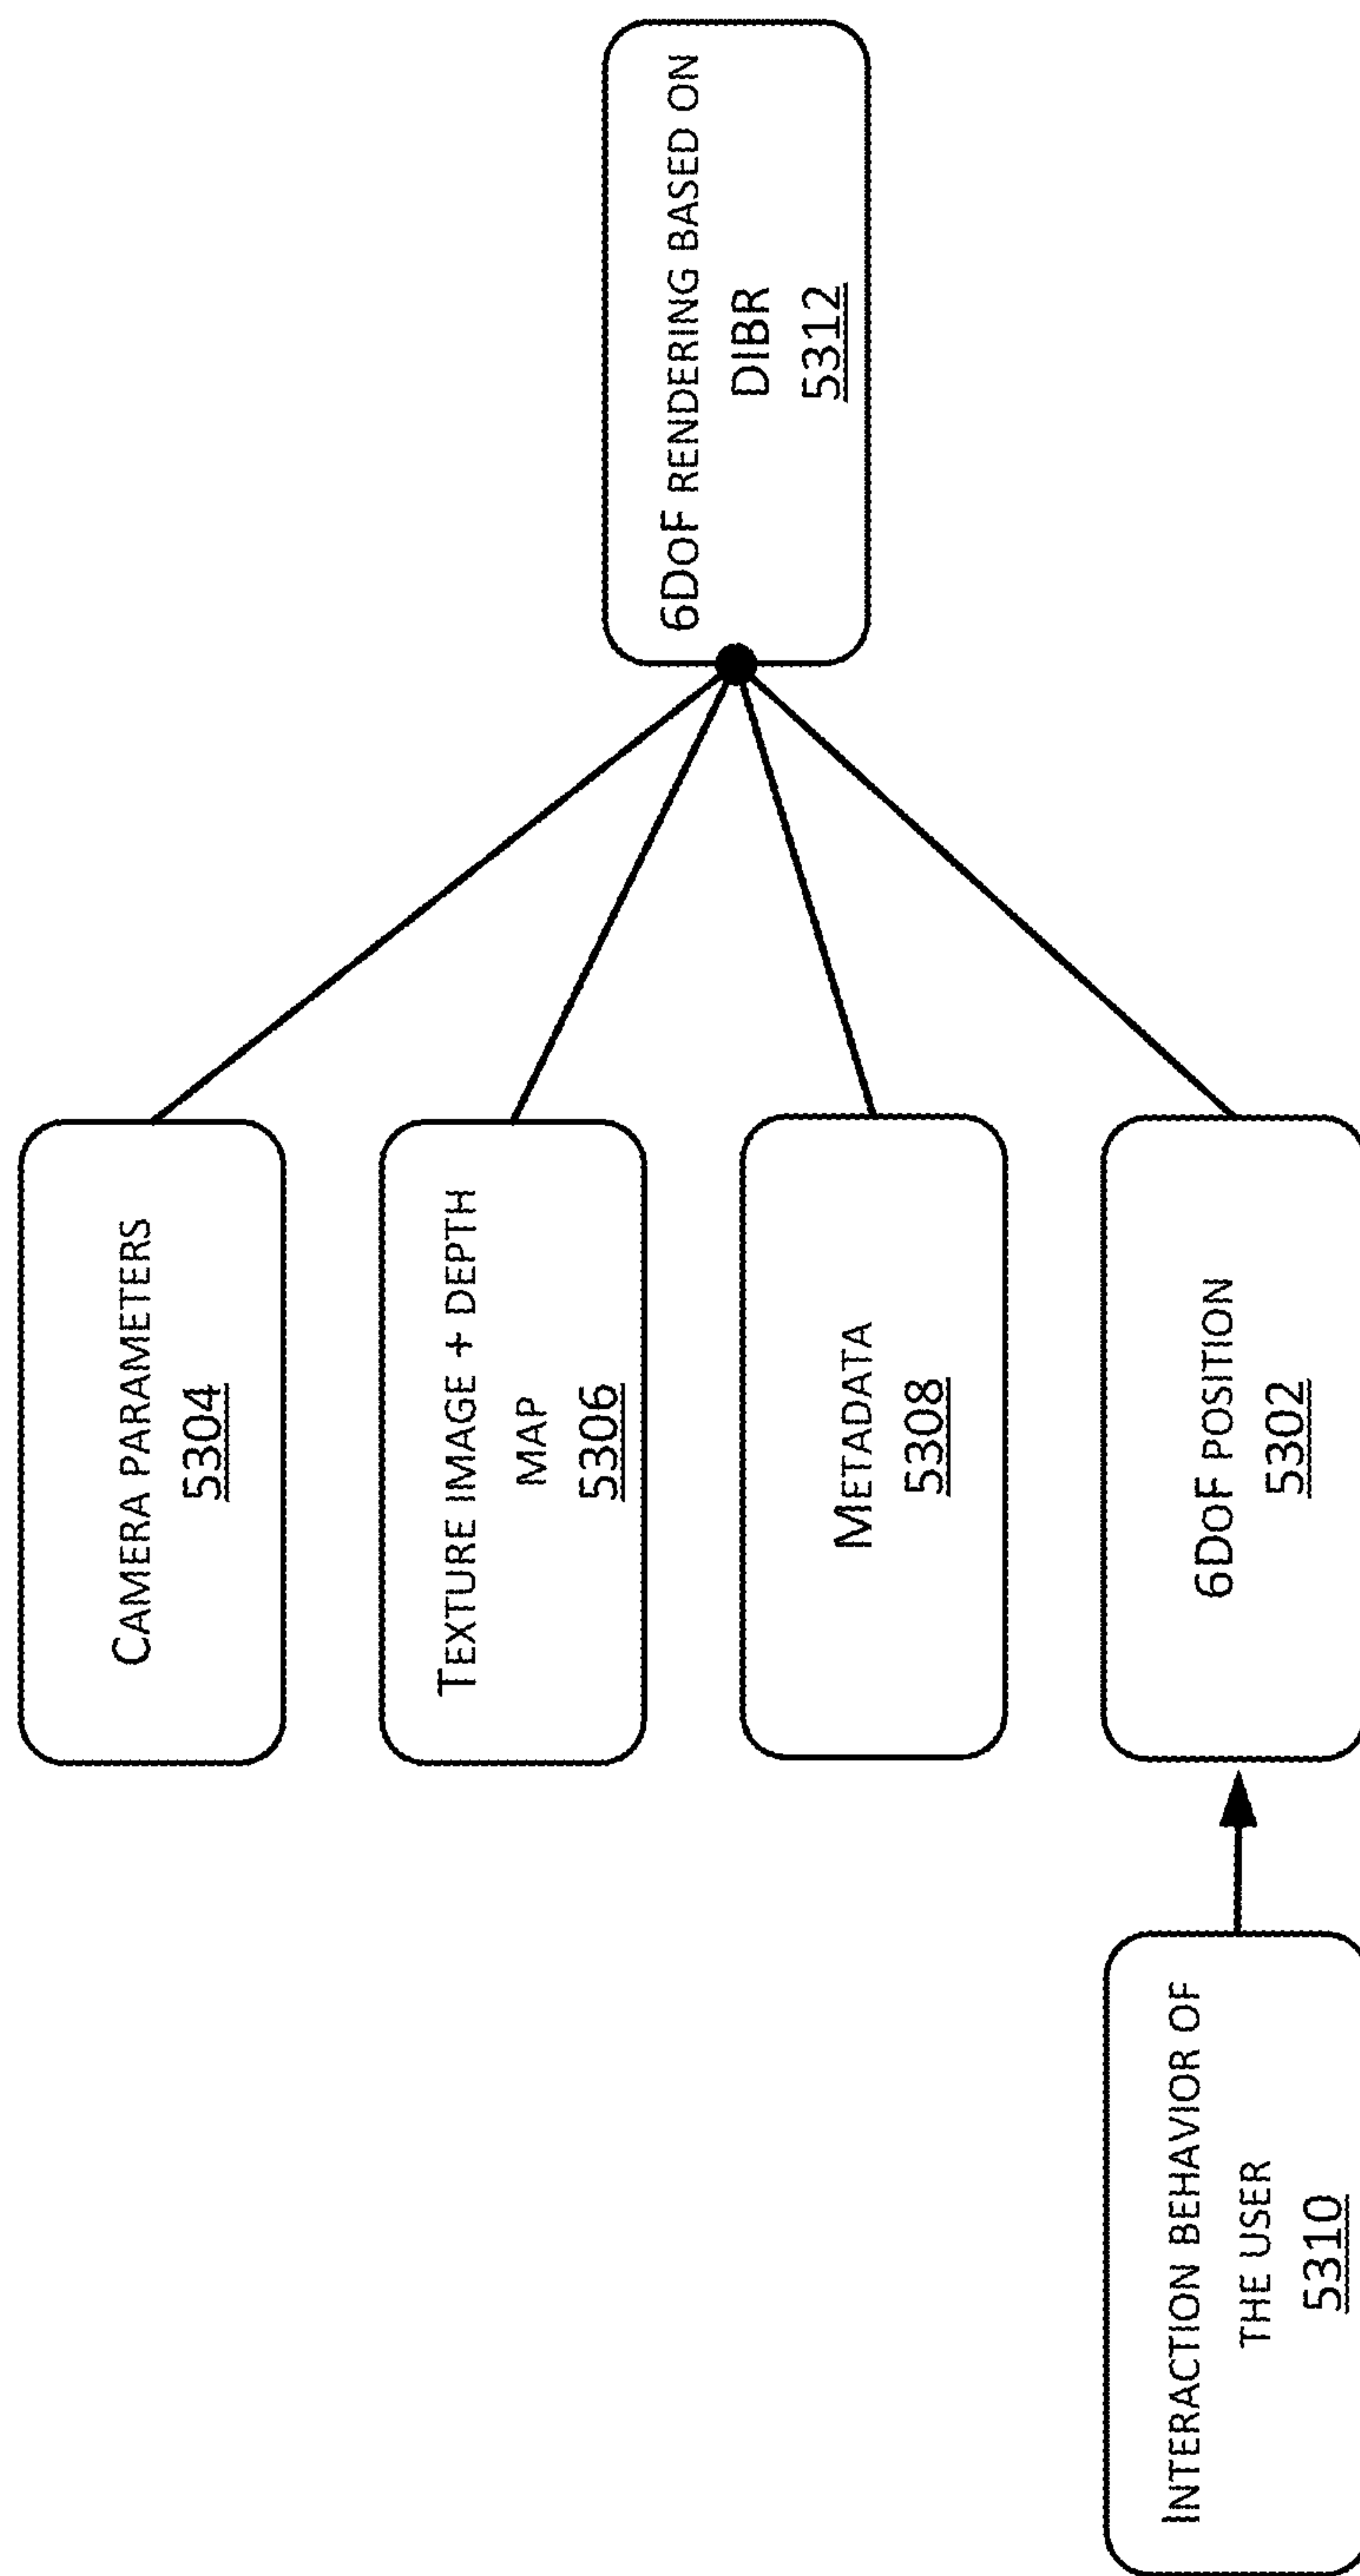 Camera parameters
5304
Texture image + depth
map
5306
Metadata
5308
Interaction behavior of
the user
5310
6DoF position
5302
6DoF rendering based on
DIBR
5312